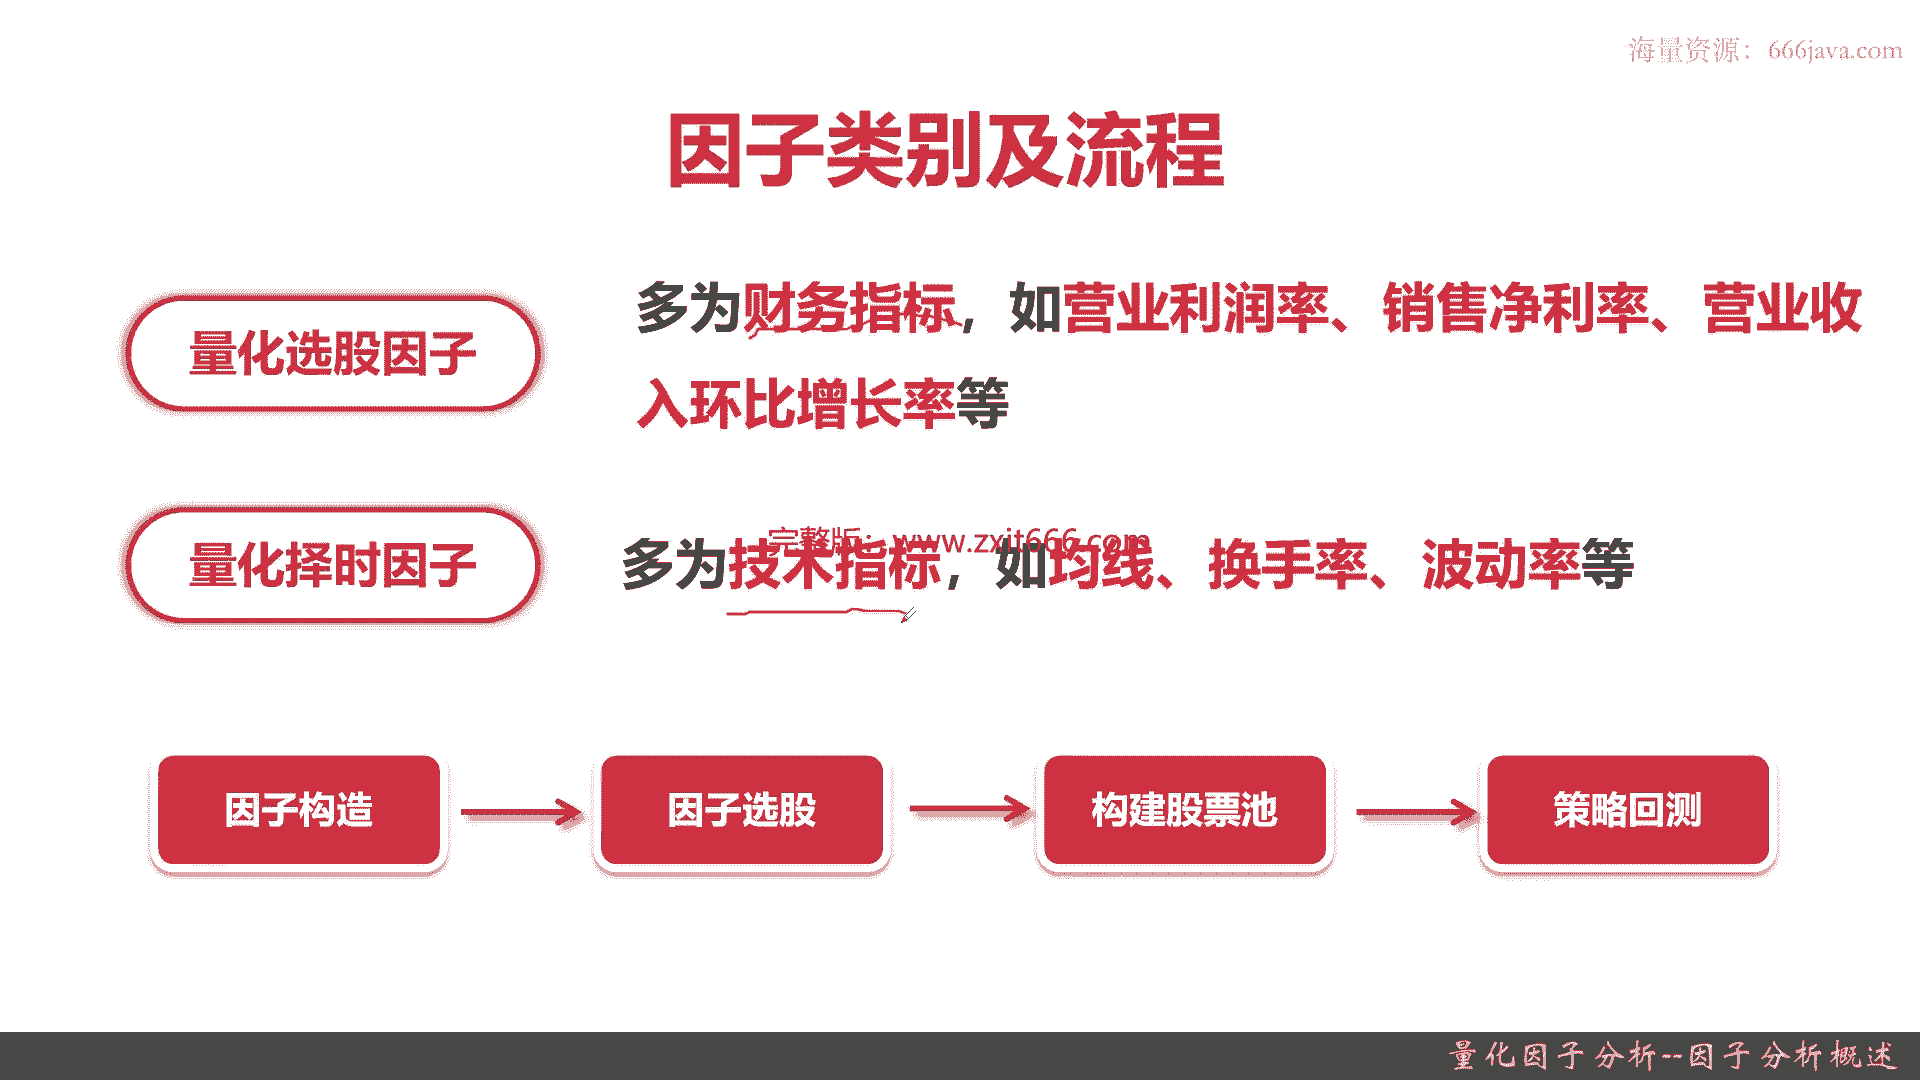 海量资源：666java.com
因子类别及流程
量化选股因子
多为财务指标，如营业利润率、销售净利率、营业收
入环比增长率等
量化择时因子
完整版：www.zxit666.com
多为技术指标，如均线、换手率、波动率等
因子构造
因子选股
构建股票池
策略回测
量化因子分析--因子分析概述